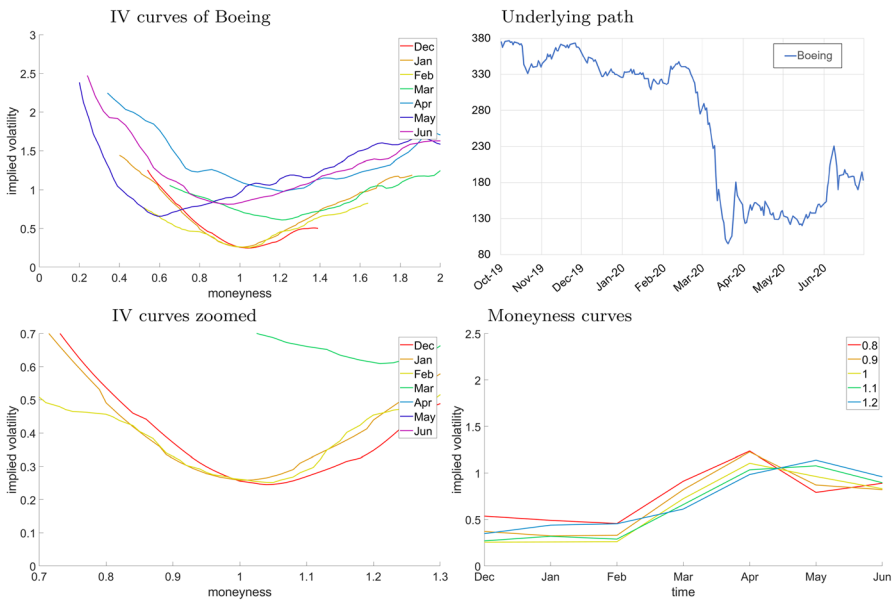 IV curves of Boeing
3
2.5
2
1.5
1
0.5
0
implied volatility
0
0.2
0.4
0.6
0.8
1
1.2
1.4
1.6
1.8
2
moneyness
Dec
Jan
Feb
Mar
Apr
May
Jun
Underlying path
380
330
280
230
180
130
80
Boeing
Oct-19
Nov-19
Dec-19
Jan-20
Feb-20
Mar-20
Apr-20
May-20
Jun-20
IV curves zoomed
0.7
0.6
0.5
0.4
0.3
0.2
0.1
0
implied volatility
0.7
0.8
0.9
1
1.1
1.2
1.3
moneyness
Dec
Jan
Feb
Mar
Apr
May
Jun
Moneyness curves
2.5
2
1.5
1
0.5
0
implied volatility
Dec
Jan
Feb
Mar
Apr
May
Jun
time
0.8
0.9
1
1.1
1.2